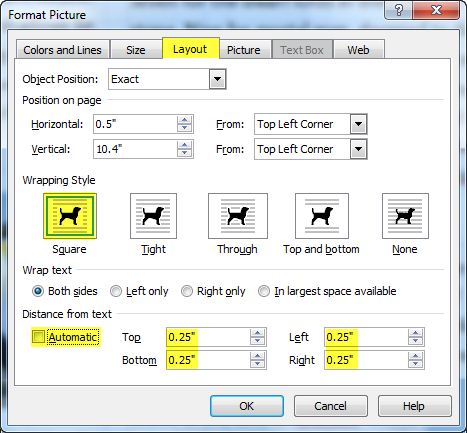 Format Picture
Colors and Lines Size Layout Picture Text Box Web
Object Position: Exact
Position on page
Horizontal: 0.5" From: Top Left Corner
Vertical: 10.4" From: Top Left Corner
Wrapping Style
Square Tight Through Top and bottom None
Wrap text
Both sides Left only Right only In largest space available
Distance from text
Automatic Top 0.25" Left 0.25"
Bottom 0.25" Right 0.25"
OK Cancel Help